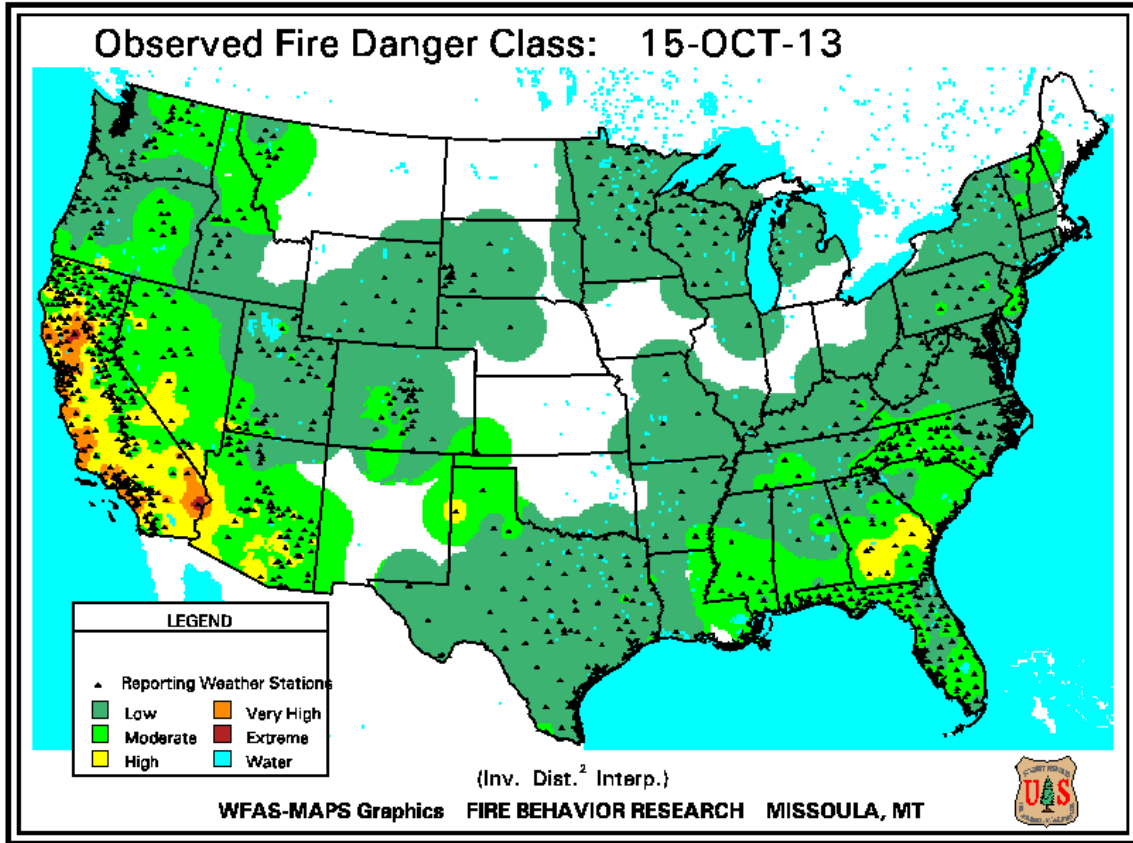 Observed Fire Danger Class: 15-OCT-13
LEGEND
Reporting Weather Stations
Low
Very High
Moderate
Extreme
High
Water
(Inv. Dist.² Interp.)
WFAS-MAPS Graphics FIRE BEHAVIOR RESEARCH MISSOULA, MT
U S